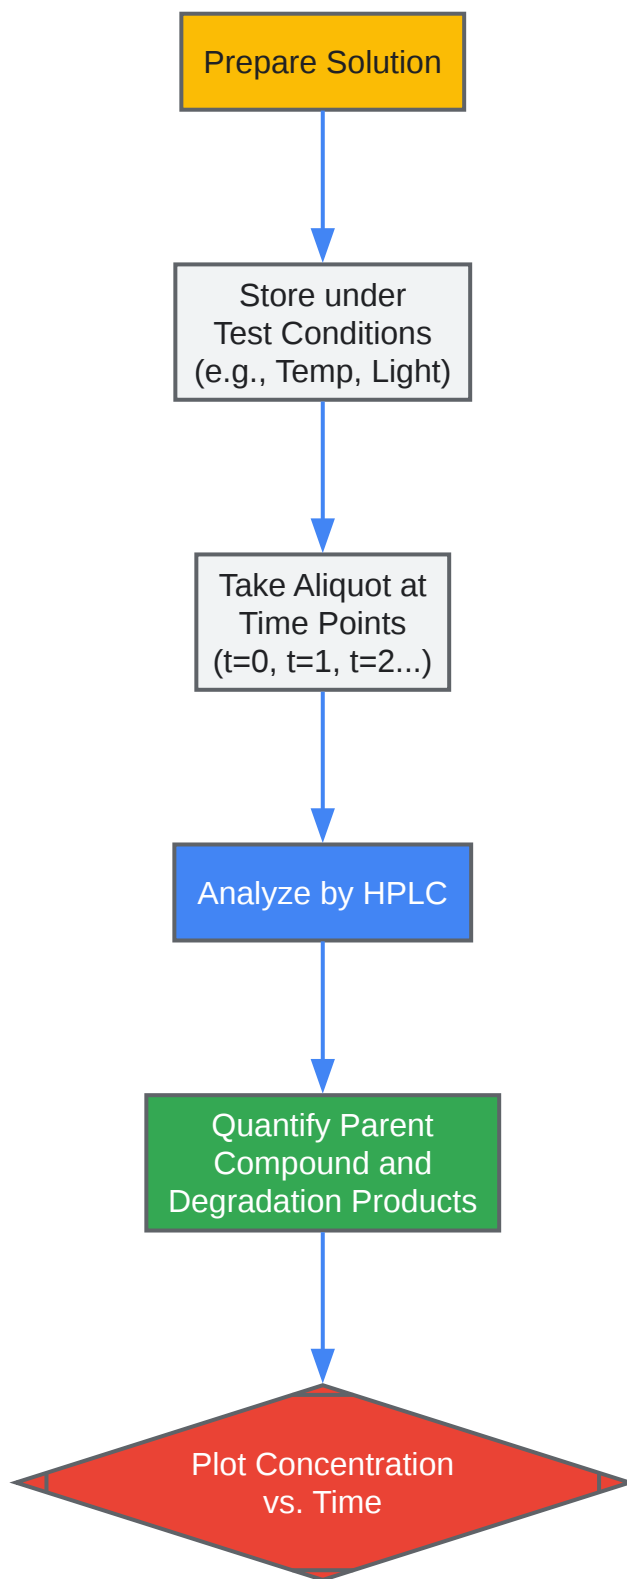 Prepare Solution
Store under
Test Conditions
(e.g., Temp, Light)
Take Aliquot at
Time Points
(t=0, t=1, t=2...)
Analyze by HPLC
Quantify Parent
Compound and
Degradation Products
Plot Concentration
vs. Time